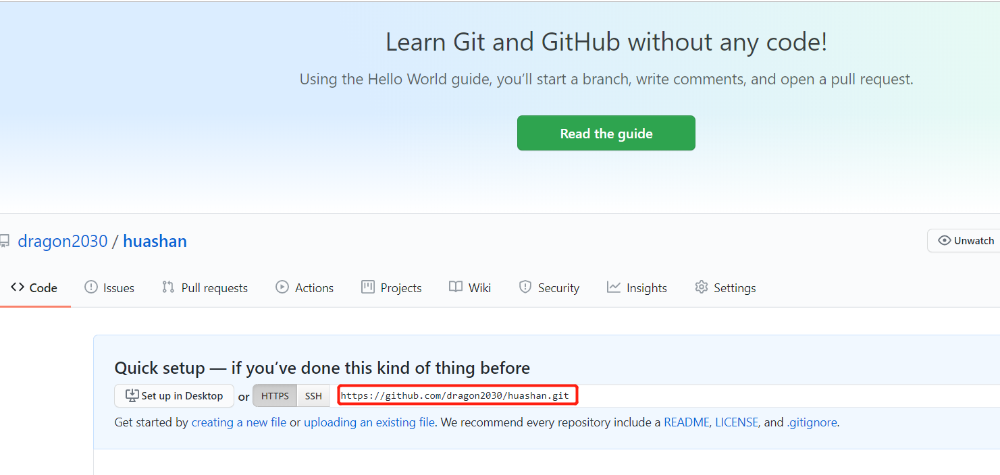 Learn Git and GitHub without any code!
Using the Hello World guide, you’ll start a branch, write comments, and open a pull request.
Read the guide
dragon2030 / huashan
Unwatch
Code Issues Pull requests Actions Projects Wiki Security Insights Settings
Quick setup — if you’ve done this kind of thing before
Set up in Desktop or HTTPS SSH https://github.com/dragon2030/huashan.git
Get started by creating a new file or uploading an existing file. We recommend every repository include a README, LICENSE, and .gitignore.